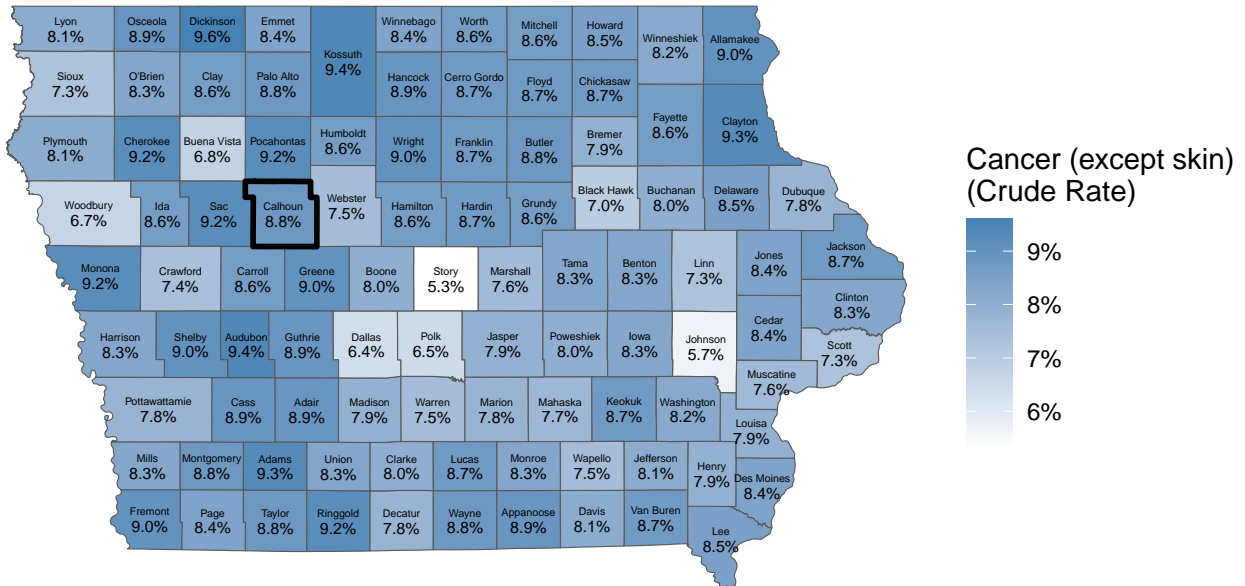 Lyon
8.1%
Osceola
8.9%
Dickinson
9.6%
Emmet
8.4%
Kossuth
9.4%
Winnebago
8.4%
Worth
8.6%
Mitchell
8.6%
Howard
8.5%
Winneshiek
8.2%
Allamakee
9.0%
Sioux
7.3%
O'Brien
8.3%
Clay
8.6%
Palo Alto
8.8%
Hancock
8.9%
Cerro Gordo
8.7%
Floyd
8.7%
Chickasaw
8.7%
Fayette
8.6%
Clayton
9.3%
Plymouth
8.1%
Cherokee
9.2%
Buena Vista
6.8%
Pocahontas
9.2%
Humboldt
8.6%
Wright
9.0%
Franklin
8.7%
Butler
8.8%
Bremer
7.9%
Woodbury
6.7%
Ida
8.6%
Sac
9.2%
Calhoun
8.8%
Webster
7.5%
Hamilton
8.6%
Hardin
8.7%
Grundy
8.6%
Black Hawk
7.0%
Buchanan
8.0%
Delaware
8.5%
Dubuque
7.8%
Monona
9.2%
Crawford
7.4%
Carroll
8.6%
Greene
9.0%
Boone
8.0%
Story
5.3%
Marshall
7.6%
Tama
8.3%
Benton
8.3%
Linn
7.3%
Jones
8.4%
Jackson
8.7%
Clinton
8.3%
Harrison
8.3%
Shelby
9.0%
Audubon
9.4%
Guthrie
8.9%
Dallas
6.4%
Polk
6.5%
Jasper
7.9%
Poweshiek
8.0%
Iowa
8.3%
Johnson
5.7%
Cedar
8.4%
Scott
7.3%
Muscatine
7.6%
Pottawattamie
7.8%
Cass
8.9%
Adair
8.9%
Madison
7.9%
Warren
7.5%
Marion
7.8%
Mahaska
7.7%
Keokuk
8.7%
Washington
8.2%
Louisa
7.9%
Mills
8.3%
Montgomery
8.8%
Adams
9.3%
Union
8.3%
Clarke
8.0%
Lucas
8.7%
Monroe
8.3%
Wapello
7.5%
Jefferson
8.1%
Henry
7.9%
Des Moines
8.4%
Fremont
9.0%
Page
8.4%
Taylor
8.8%
Ringgold
9.2%
Decatur
7.8%
Wayne
8.8%
Appanoose
8.9%
Davis
8.1%
Van Buren
8.7%
Lee
8.5%
Cancer (except skin)
(Crude Rate)
9%
8%
7%
6%